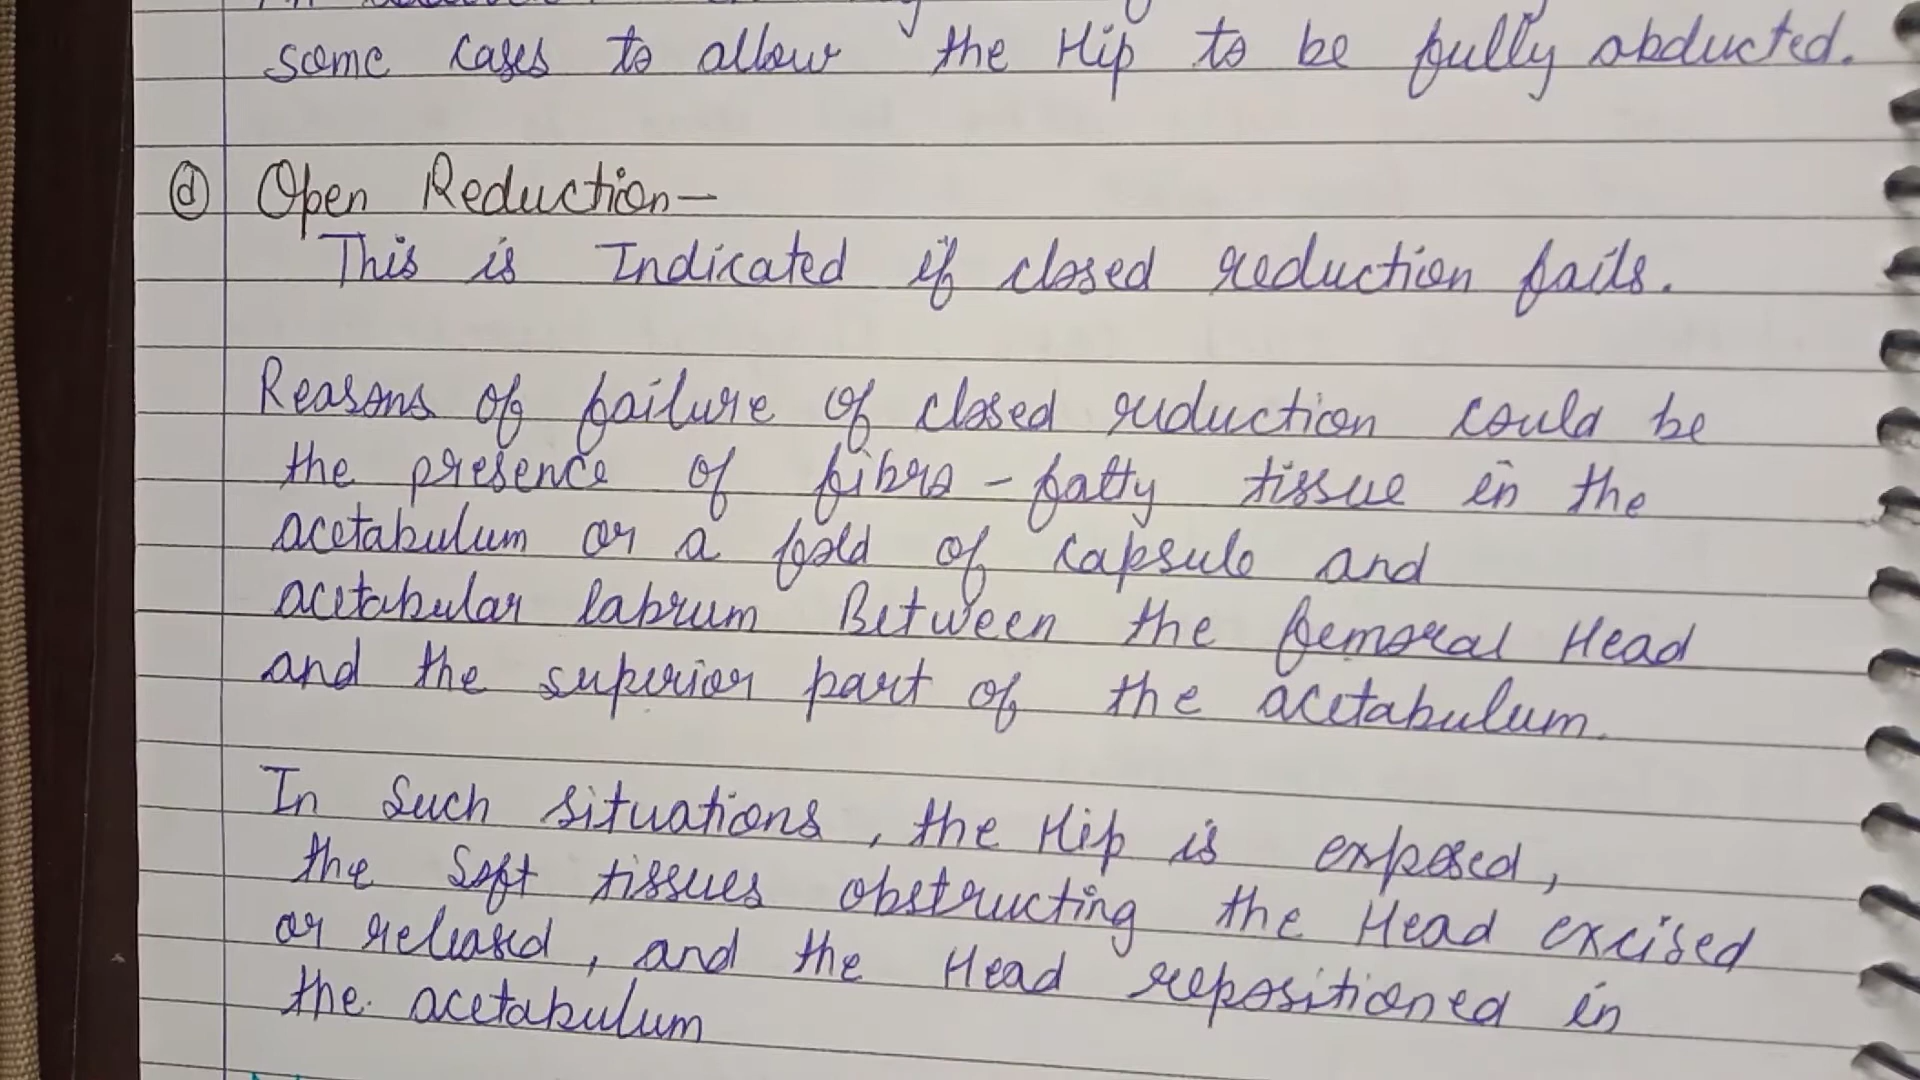 some cases to allow the Hip to be fully abducted.
(d) Open Reduction-
This is Indicated if closed reduction fails.
Reasons of failure of closed reduction could be
the presence of fibro-fatty tissue in the
acetabulum or a fold of capsule and
acetabular labrum Between the femoral Head
and the superior part of the acetabulum.
In Such situations, the Hip is exposed,
the Soft tissues obstructing the Head excised
or released, and the Head repositioned in
the acetabulum